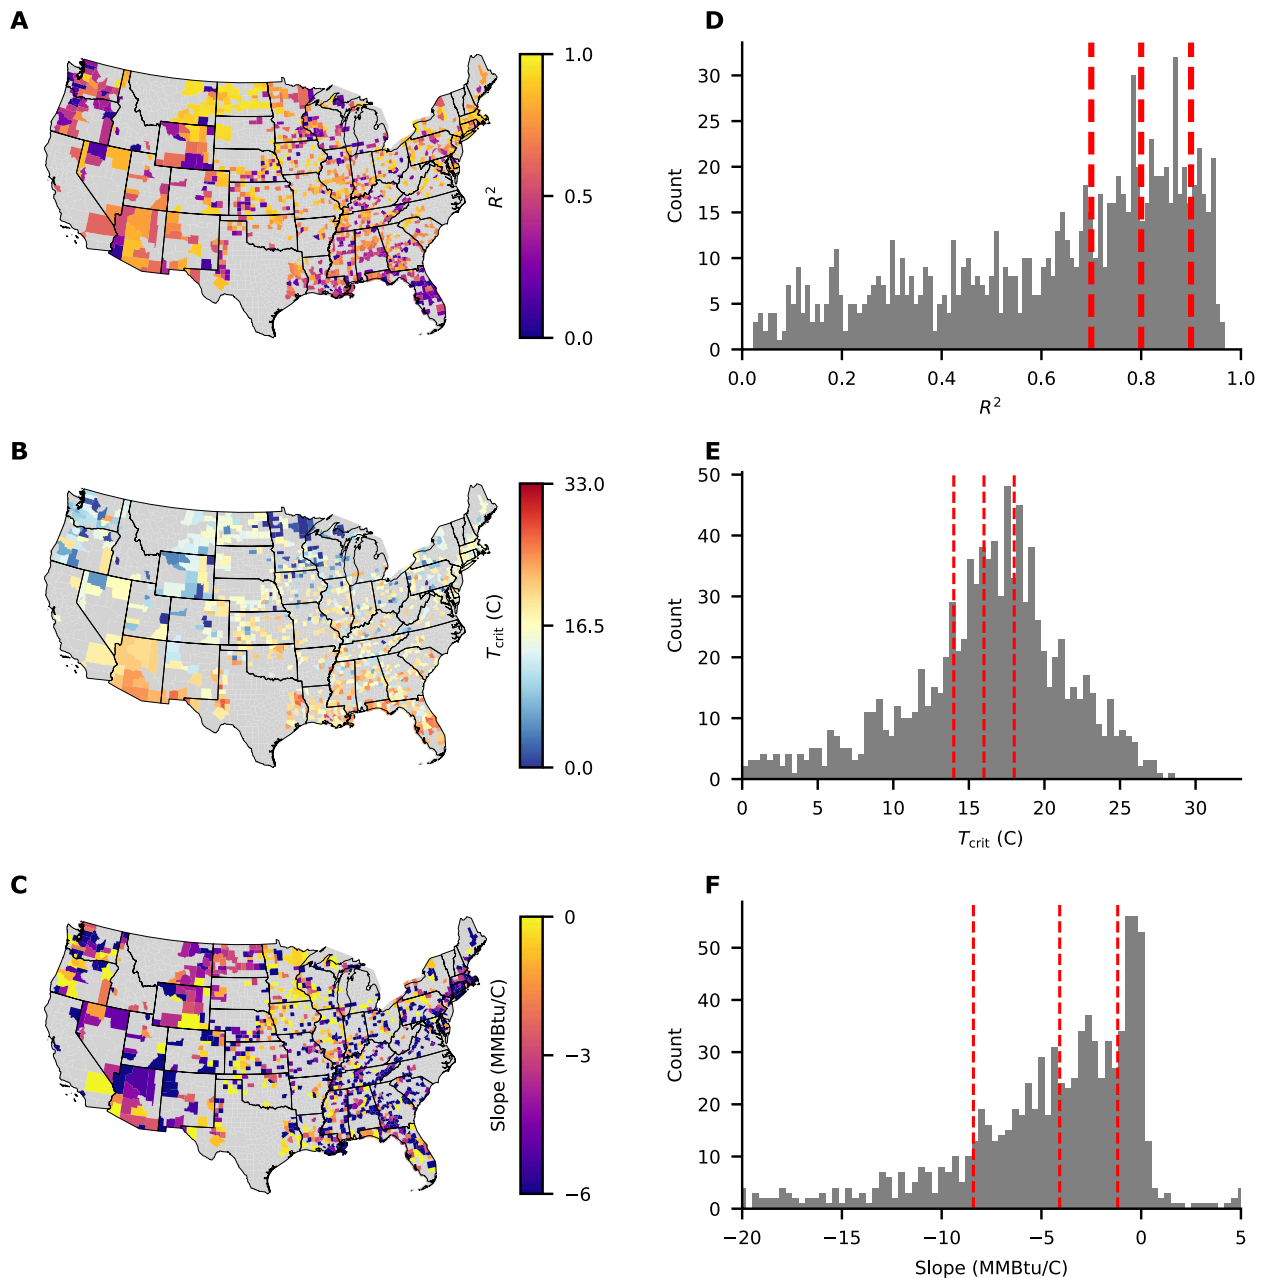 A
1.0
0.5
0.0
R²
D
30
25
20
15
10
5
0
Count
0.0 0.2 0.4 0.6 0.8 1.0
R²
B
33.0
16.5
0.0
T_crit (C)
E
50
40
30
20
10
0
Count
0 5 10 15 20 25 30
T_crit (C)
C
0
−3
−6
Slope (MMBtu/C)
F
50
40
30
20
10
0
Count
−20 −15 −10 −5 0 5
Slope (MMBtu/C)